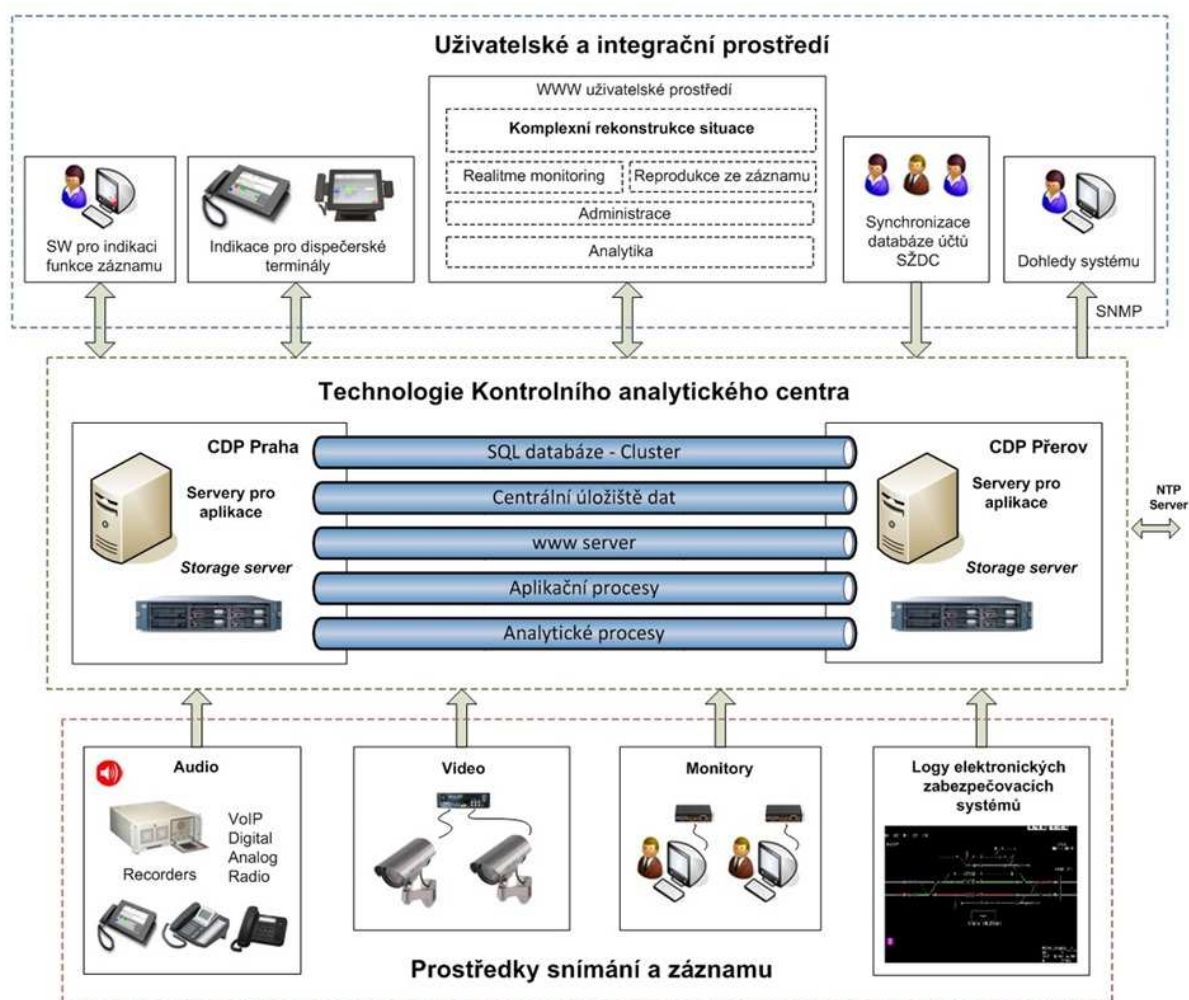 Uživatelské a integrační prostředí
WWW uživatelské prostředí
Komplexní rekonstrukce situace
Realitme monitoring
Reprodukce ze záznamu
Administrace
Analytika
SW pro indikaci
funkce záznamu
Indikace pro dispečerské
terminály
Synchronizace
databáze účtů
SŽDC
Dohledy systému
SNMP
Technologie Kontrolního analytického centra
CDP Praha
Servery pro
aplikace
Storage server
SQL databáze - Cluster
Centrální úložiště dat
www server
Aplikační procesy
Analytické procesy
CDP Přerov
Servery pro
aplikace
Storage server
NTP
Server
Audio
VoIP
Digital
Analog
Radio
Recorders
Video
Monitory
Logy elektronických
zabezpečovacích
systémů
Prostředky snímání a záznamu